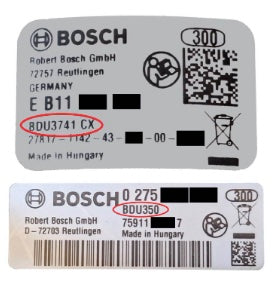 BOSCH 300
Robert Bosch GmbH
72757 Reutlingen
GERMANY
E B11
BDU3741 CX
27817-1142-43- -00-
Made in Hungary
BOSCH 0 275
BDU350 300
Robert Bosch GmbH 75911 7
D-72703 Reutlingen Made in Hungary